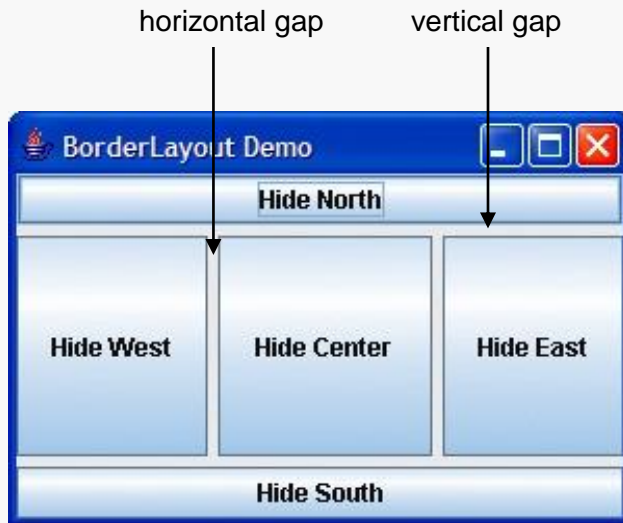 horizontal gap vertical gap
BorderLayout Demo
Hide North
Hide West Hide Center Hide East
Hide South